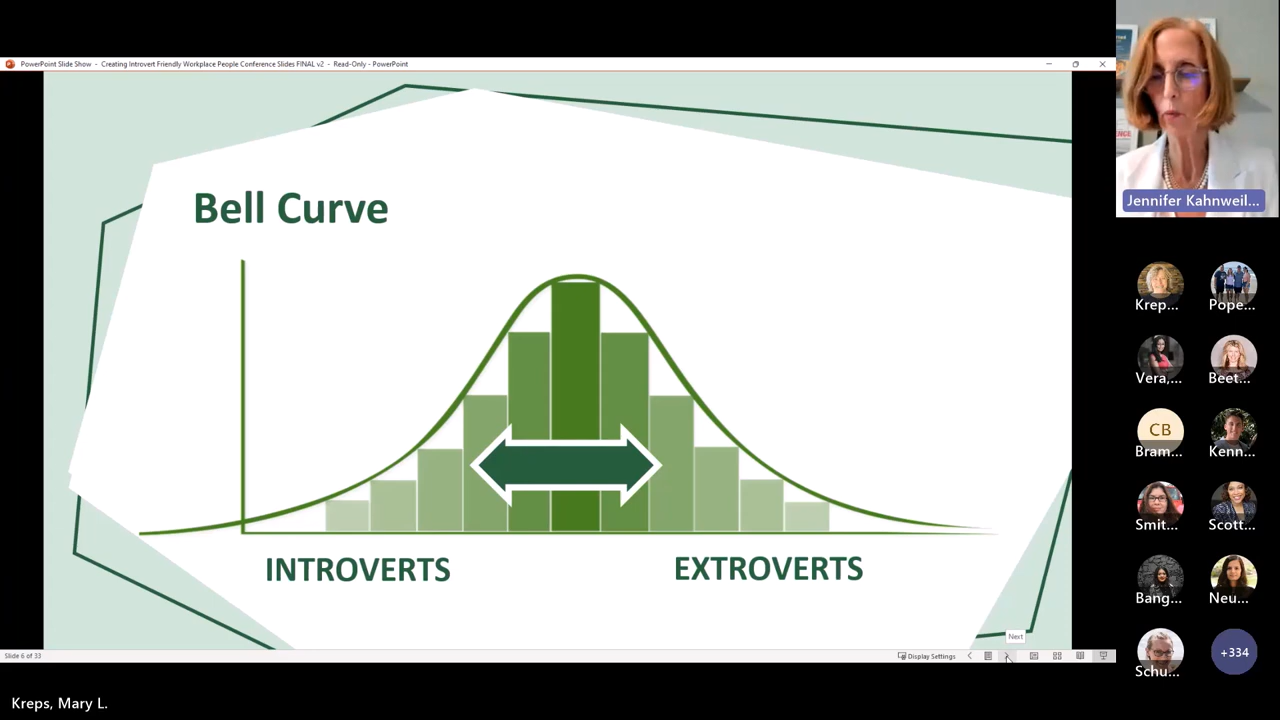 PowerPoint Slide Show - Creating Introvert Friendly Workplace People Conference Slides FINAL v2 - Read-Only - PowerPoint
Bell Curve
INTROVERTS
EXTROVERTS
Next
Slide 6 of 33
Display Settings
Jennifer Kahnweil...
Krep...
Pope...
Vera,...
Beet...
CB
Bram...
Kenn...
Smit...
Scott...
Bang...
Neu...
Schu...
+334
Kreps, Mary L.